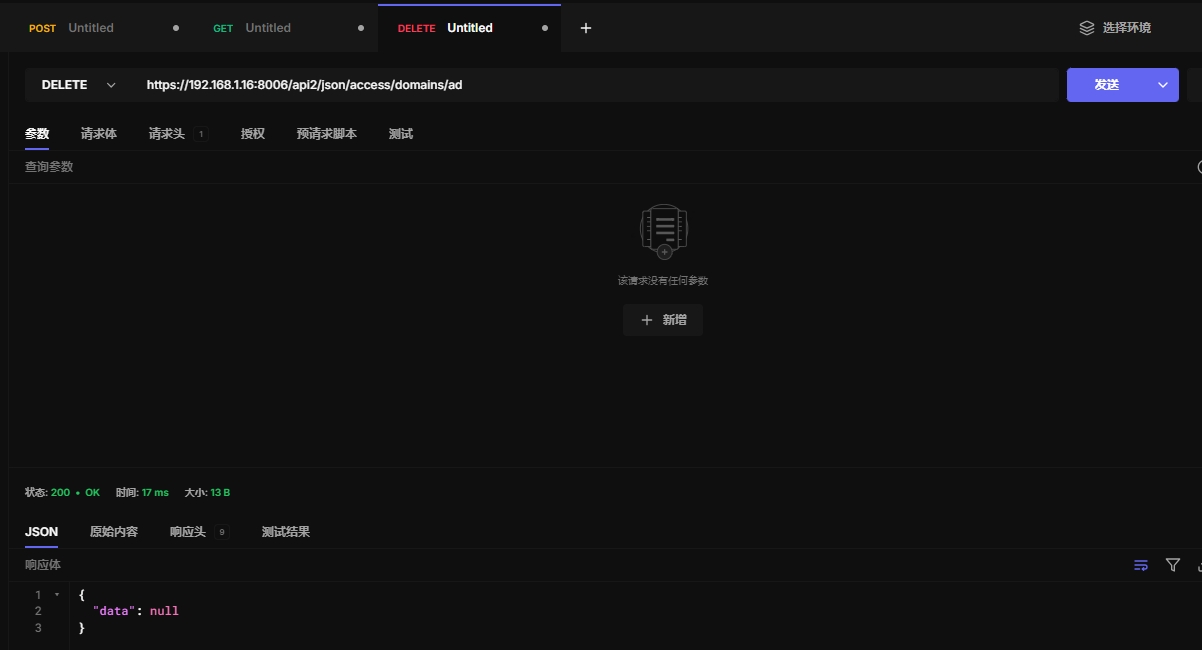 POST Untitled GET Untitled DELETE Untitled 选择环境
DELETE https://192.168.1.16:8006/api2/json/access/domains/ad 发送
参数 请求体 请求头 1 授权 预请求脚本 测试
查询参数
该请求没有任何参数
新增
状态: 200 • OK 时间: 17 ms 大小: 13 B
JSON 原始内容 响应头 9 测试结果
响应体
1 {
2 "data": null
3 }